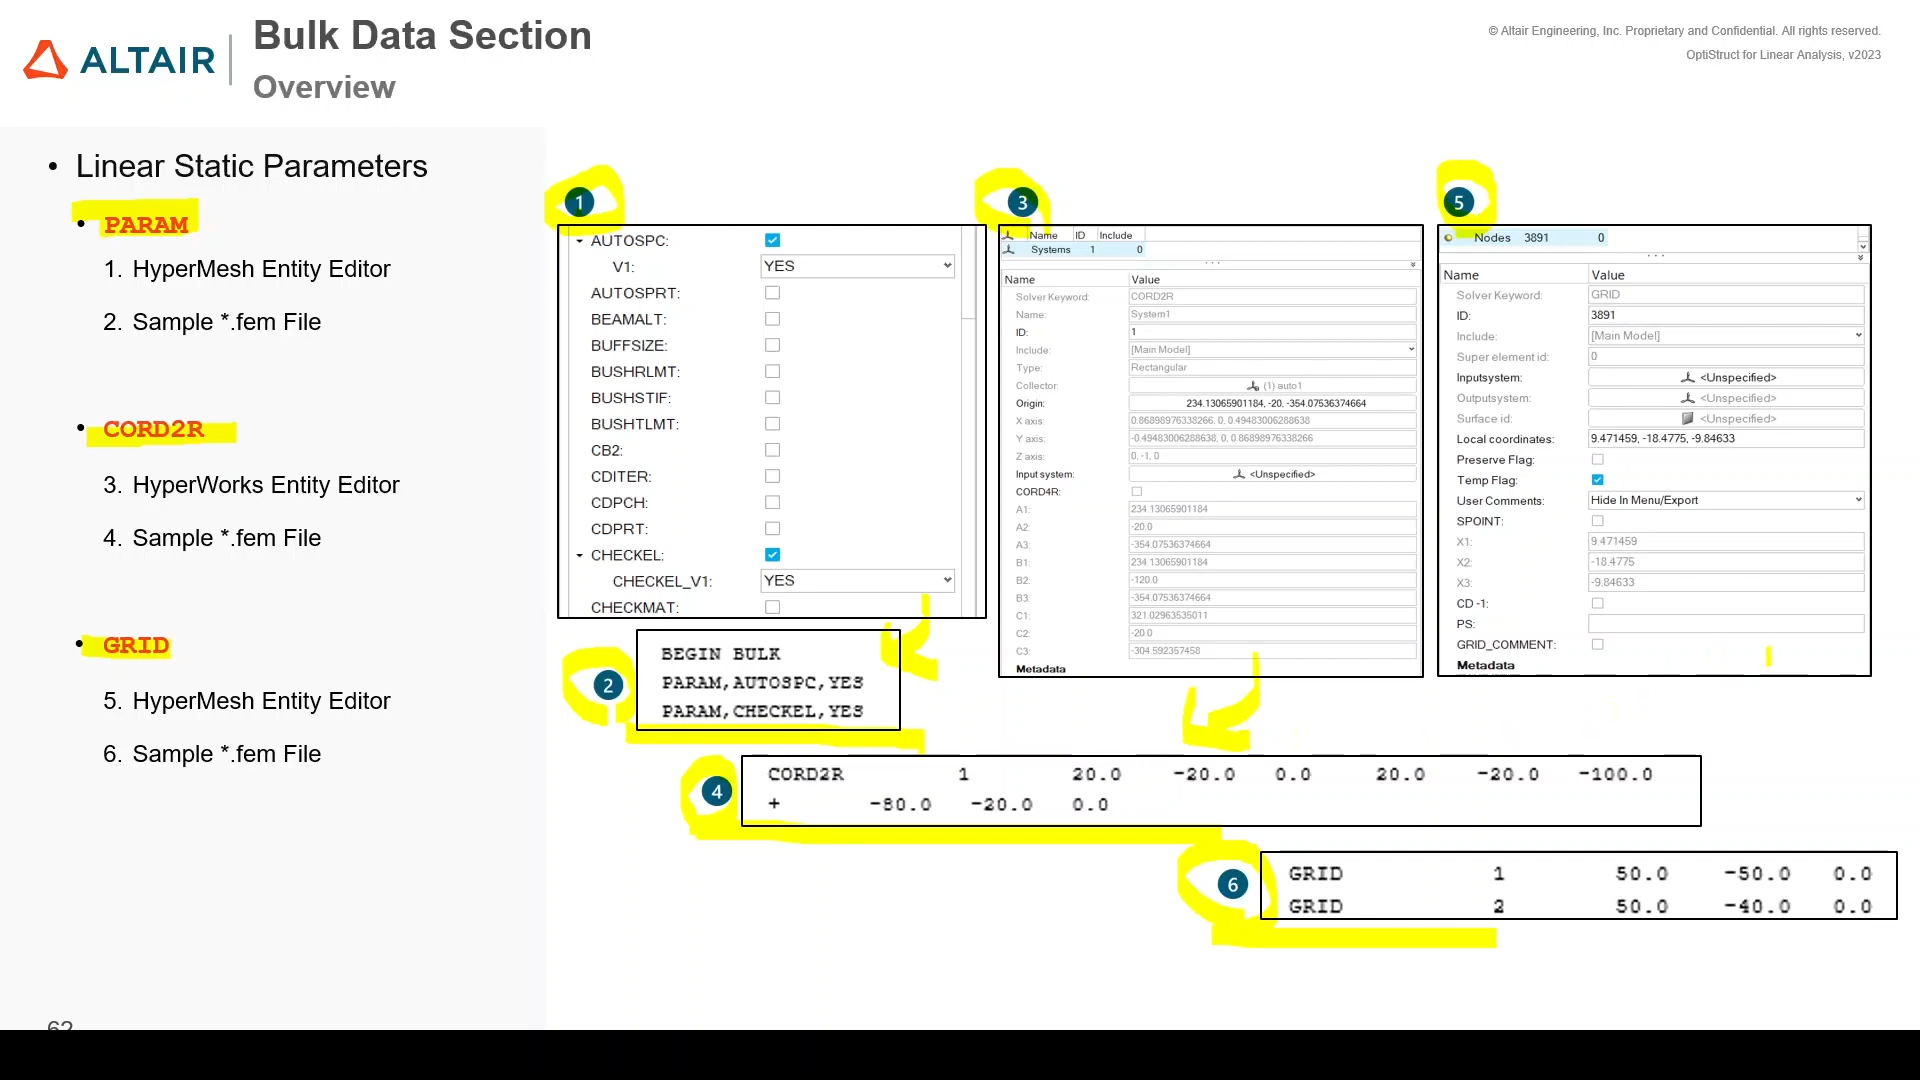 ALTAIR
Bulk Data Section
Overview
© Altair Engineering, Inc. Proprietary and Confidential. All rights reserved.
OptiStruct for Linear Analysis, v2023
• Linear Static Parameters
• PARAM
1. HyperMesh Entity Editor
2. Sample *.fem File
• CORD2R
3. HyperWorks Entity Editor
4. Sample *.fem File
• GRID
5. HyperMesh Entity Editor
6. Sample *.fem File
1
AUTOSPC:
V1: YES
AUTOSPRT:
BEAMALT:
BUFFSIZE:
BUSHRLMT:
BUSHSTIF:
BUSHTLMT:
CB2:
CDITER:
CDPCH:
CDPRT:
CHECKEL:
CHECKEL_V1: YES
CHECKMAT:
2
BEGIN BULK
PARAM,AUTOSPC,YES
PARAM,CHECKEL,YES
3
Name ID Include
Systems 1 0
Name Value
Solver Keyword: CORD2R
Name: System1
ID: 1
Include: [Main Model]
Type: Rectangular
Collector: (1) auto1
Origin: 234.13065901184, -20, -354.07536374664
X axis: 0.86898976338266, 0, 0.49483006288638
Y axis: -0.49483006288638, 0, 0.86898976338266
Z axis: 0, -1, 0
Input system: <Unspecified>
CORD4R:
A1: 234.13065901184
A2: -20.0
A3: -354.07536374664
B1: 234.13065901184
B2: -120.0
B3: -354.07536374664
C1: 321.02963535011
C2: -20.0
C3: -304.592357458
Metadata
4
CORD2R 1 20.0 -20.0 0.0 20.0 -20.0 -100.0
+ -80.0 -20.0 0.0
5
Nodes 3891 0
Name Value
Solver Keyword: GRID
ID: 3891
Include: [Main Model]
Super element id: 0
Inputsystem: <Unspecified>
Outputsystem: <Unspecified>
Surface id: <Unspecified>
Local coordinates: 9.471459, -18.4775, -9.84633
Preserve Flag:
Temp Flag:
User Comments: Hide In Menu/Export
SPOINT:
X1: 9.471459
X2: -18.4775
X3: -9.84633
CD -1:
PS:
GRID_COMMENT:
Metadata
6
GRID 1 50.0 -50.0 0.0
GRID 2 50.0 -40.0 0.0